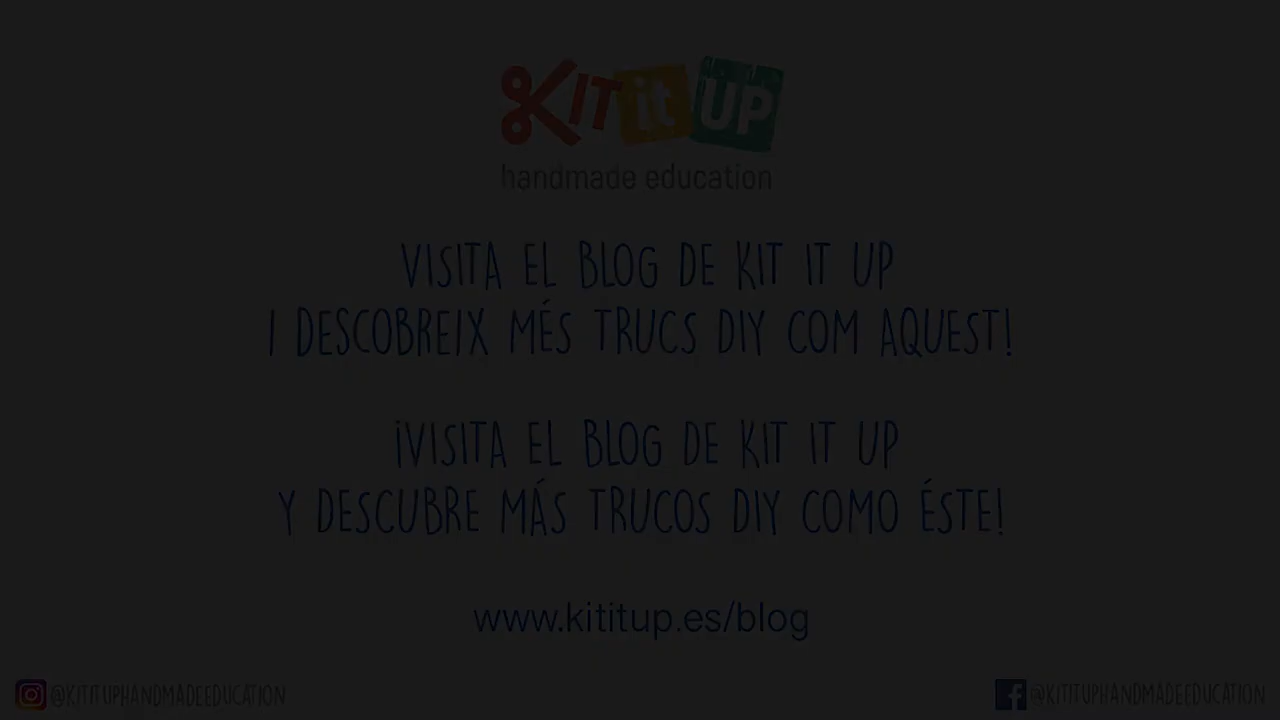 KIT it UP
handmade education
VISITA EL BLOG DE KIT IT UP
I DESCOBREIX MÉS TRUCS DIY COM AQUEST!
¡VISITA EL BLOG DE KIT IT UP
Y DESCUBRE MÁS TRUCOS DIY COMO ÉSTE!
www.kititup.es/blog
@KITITUPHANDMADEEDUCATION
@KITITUPHANDMADEEDUCATION